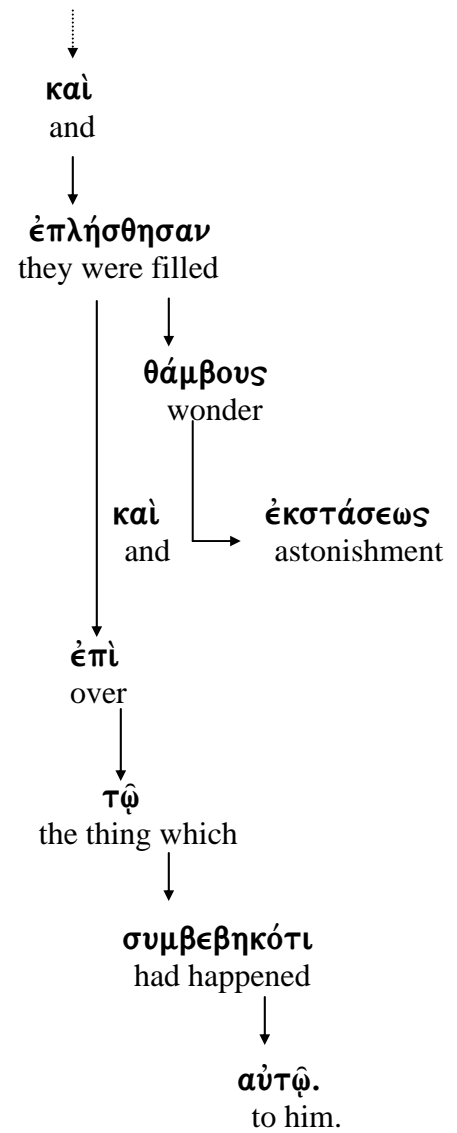 καὶ
and
ἐπλήσθησαν
they were filled
θάμβους
wonder
καὶ ἐκστάσεως
and astonishment
ἐπὶ
over
τῷ
the thing which
συμβεβηκότι
had happened
αὐτῷ.
to him.